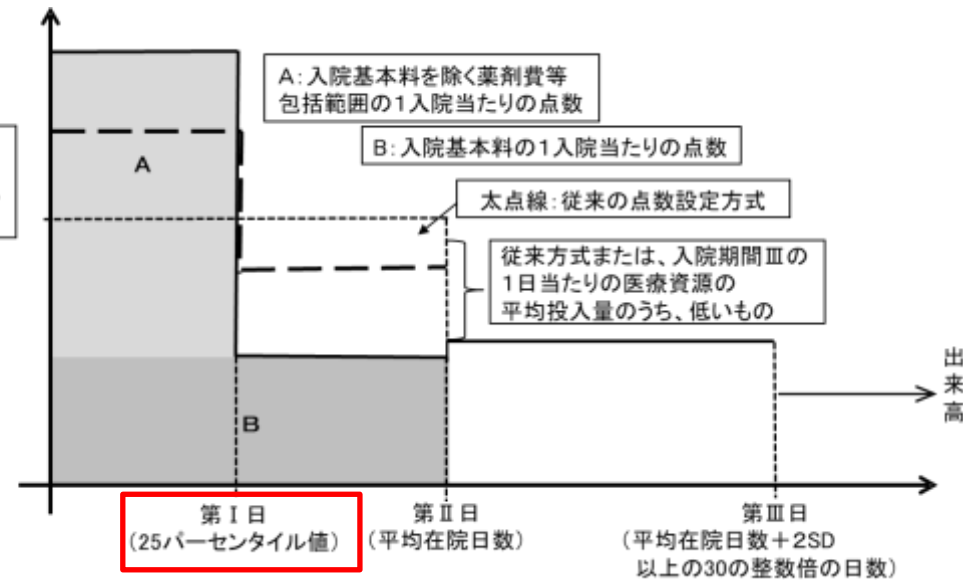 A:入院基本料を除く薬剤費等
包括範囲の1入院当たりの点数
B:入院基本料の1入院当たりの点数
A
太点線:従来の点数設定方式
従来方式または、入院期間Ⅲの
1日当たりの医療資源の
平均投入量のうち、低いもの
出
来
高
B
第Ⅰ日
(25パーセンタイル値)
第Ⅱ日
(平均在院日数)
第Ⅲ日
(平均在院日数+2SD
以上の30の整数倍の日数)